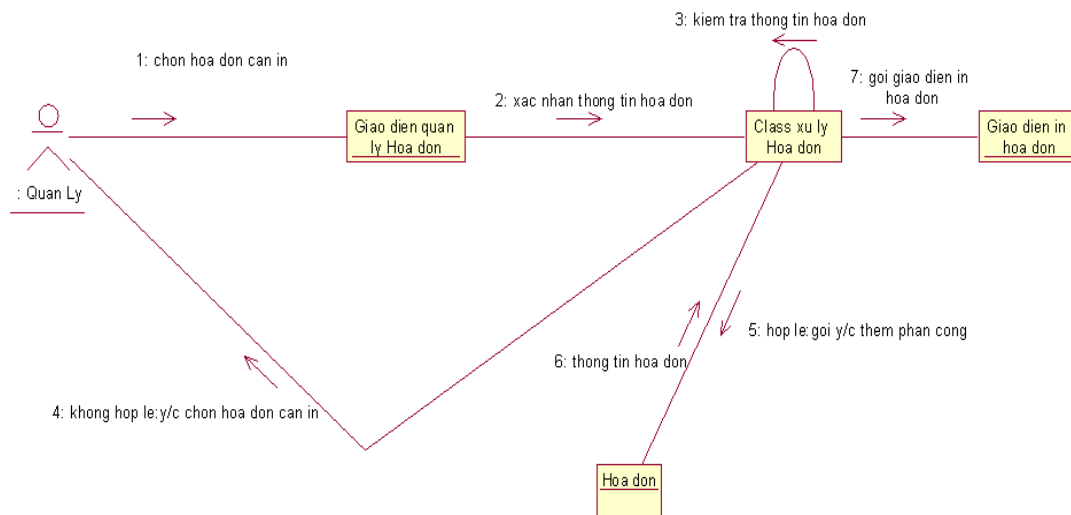 3: kiem tra thong tin hoa don
1: chon hoa don can in
7: goi giao dien in
hoa don
2: xac nhan thong tin hoa don
Giao dien quan
ly Hoa don
Class xu ly
Hoa don
Giao dien in
hoa don
: Quan Ly
5: hop le:goi y/c them phan cong
6: thong tin hoa don
4: khong hop le:y/c chon hoa don can in
Hoa don